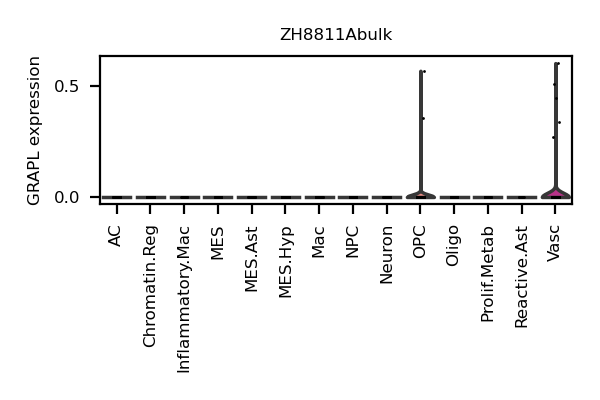 ZH8811Abulk
GRAPL expression
0.5
0.0
AC
Chromatin.Reg
Inflammatory.Mac
MES
MES.Ast
MES.Hyp
Mac
NPC
Neuron
OPC
Oligo
Prolif.Metab
Reactive.Ast
Vasc